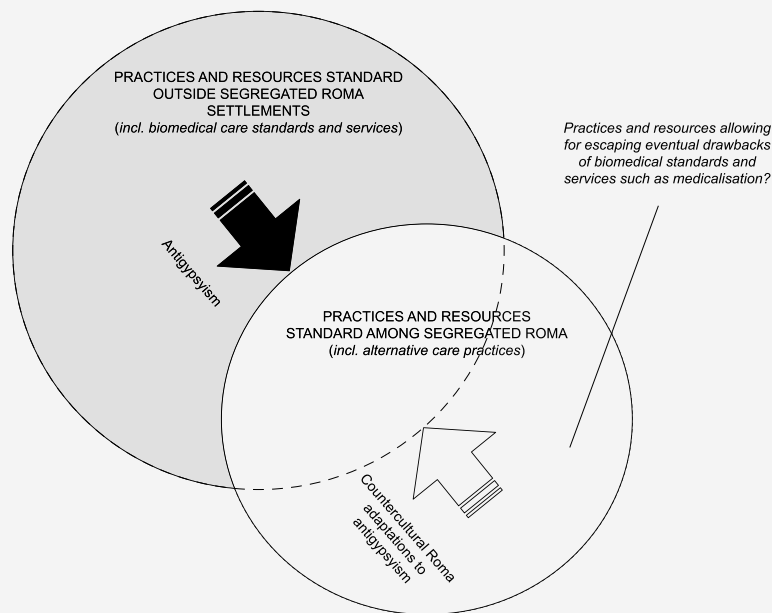 PRACTICES AND RESOURCES STANDARD
OUTSIDE SEGREGATED ROMA
SETTLEMENTS
(incl. biomedical care standards and services)
Practices and resources allowing
for escaping eventual drawbacks
of biomedical standards and
services such as medicalisation?
Antigypsyism
PRACTICES AND RESOURCES
STANDARD AMONG SEGREGATED ROMA
(incl. alternative care practices)
Countercultural Roma
adaptations to
antigypsyism